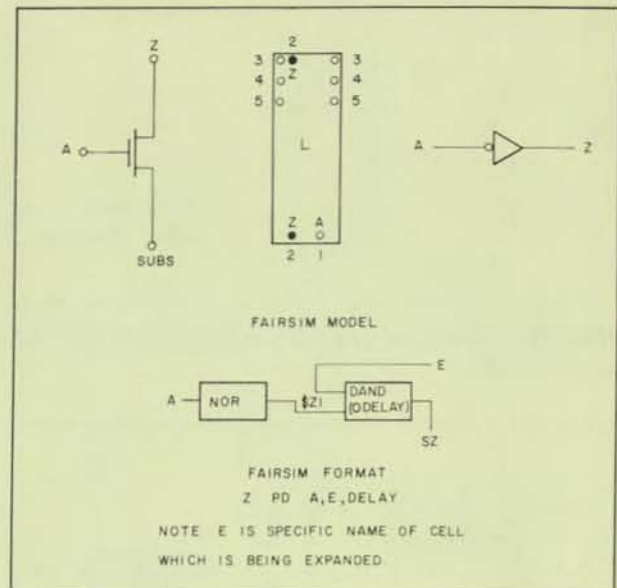 Z
A
SUBS
2
3 3
Z
4 4
5 5
L
Z A
2 1
A Z
FAIRSIM MODEL
E
A NOR $Z1 DAND
(0DELAY)
SZ
FAIRSIM FORMAT
Z PD A,E,DELAY
NOTE E IS SPECIFIC NAME OF CELL
WHICH IS BEING EXPANDED.